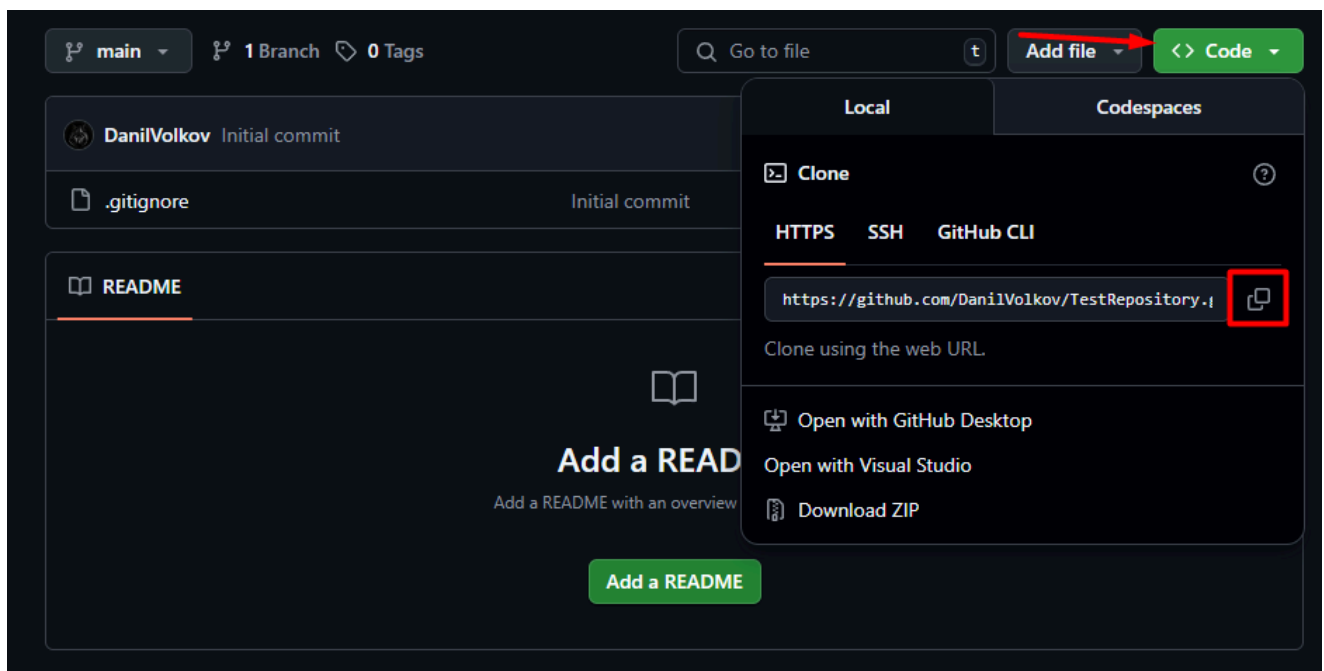 main 1 Branch 0 Tags Go to file t Add file <> Code
Local Codespaces
DanilVolkov Initial commit
Clone
.gitignore Initial commit
HTTPS SSH GitHub CLI
README
https://github.com/DanilVolkov/TestRepository.
Clone using the web URL.
Open with GitHub Desktop
Add a READ
Open with Visual Studio
Add a README with an overview
Download ZIP
Add a README